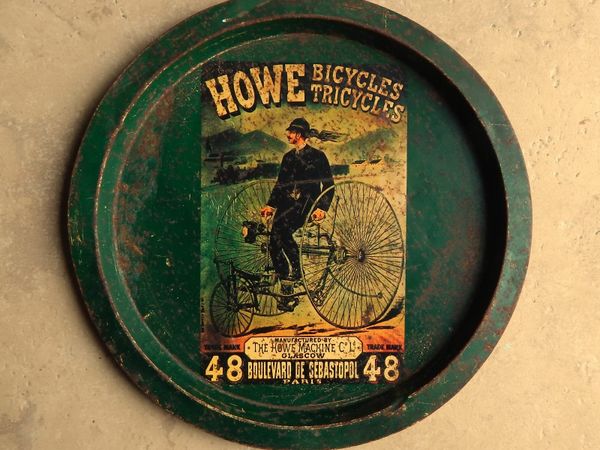 HOWE BICYCLES
TRICYCLES
TRADE MARK MANUFACTURED BY TRADE MARK
THE HOWE MACHINE Cº Lᵈ
GLASCOW
48 BOULEVARD DE SEBASTOPOL 48
PARIS